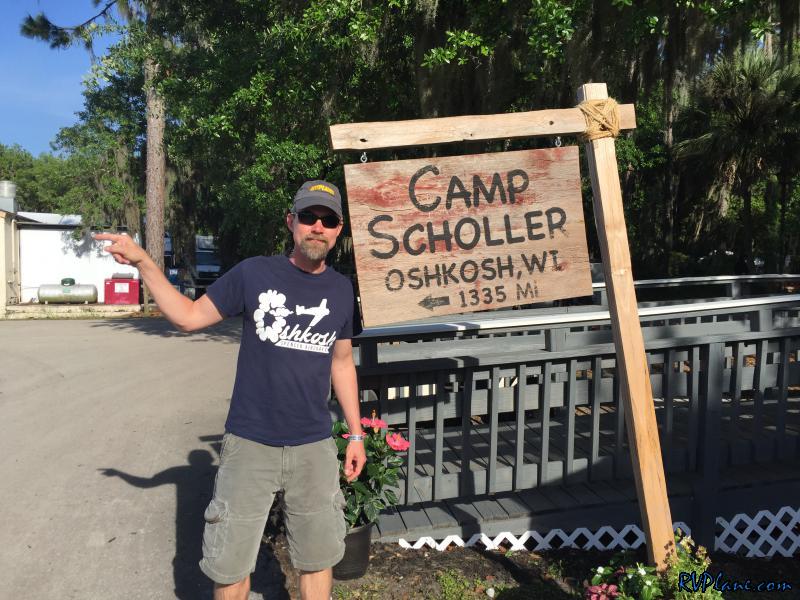 CAMP
SCHOLLER
OSHKOSH, WI
1335 MI
Oshkosh
RVPlane.com